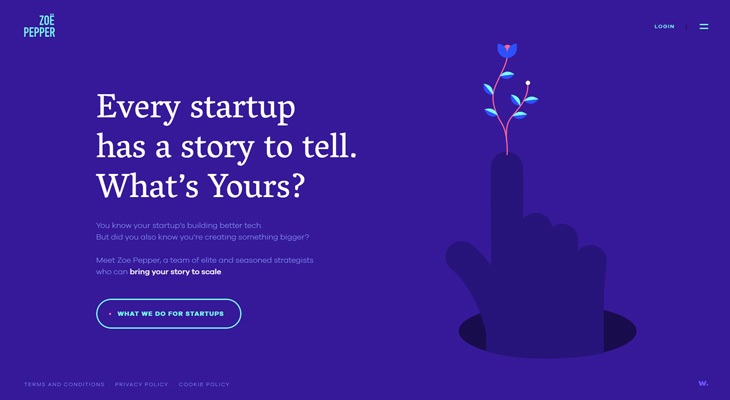 ZOË
PEPPER
LOGIN
Every startup
has a story to tell.
What's Yours?
You know your startup's building better tech.
But did you also know you're creating something bigger?
Meet Zoe Pepper, a team of elite and seasoned strategists
who can bring your story to scale
WHAT WE DO FOR STARTUPS
TERMS AND CONDITIONS PRIVACY POLICY COOKIE POLICY
w.